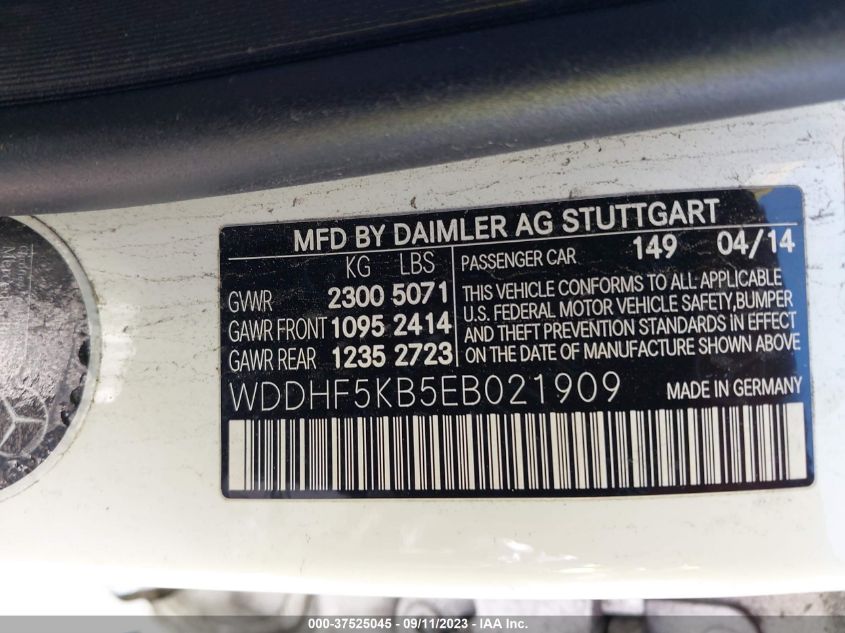 MFD BY DAIMLER AG STUTTGART
KG LBS
GVWR 2300 5071
GAWR FRONT 1095 2414
GAWR REAR 1235 2723
PASSENGER CAR 149 04/14
THIS VEHICLE CONFORMS TO ALL APPLICABLE
U.S. FEDERAL MOTOR VEHICLE SAFETY,BUMPER
AND THEFT PREVENTION STANDARDS IN EFFECT
ON THE DATE OF MANUFACTURE SHOWN ABOVE
WDDHF5KB5EB021909 MADE IN GERMANY
000-37525045 - 09/11/2023 - IAA Inc.